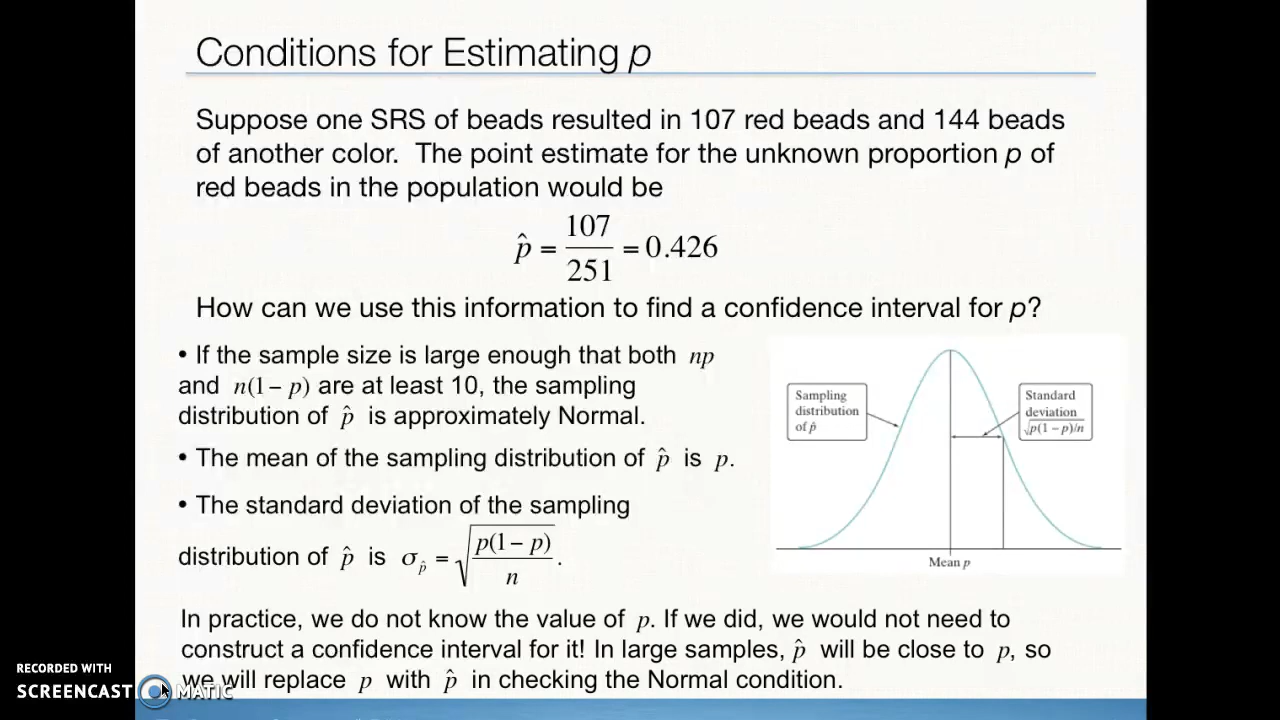 Conditions for Estimating p
Suppose one SRS of beads resulted in 107 red beads and 144 beads
of another color. The point estimate for the unknown proportion p of
red beads in the population would be
p̂ = 107/251 = 0.426
How can we use this information to find a confidence interval for p?
• If the sample size is large enough that both np
and n(1 − p) are at least 10, the sampling
distribution of p̂ is approximately Normal.
• The mean of the sampling distribution of p̂ is p.
• The standard deviation of the sampling
distribution of p̂ is σp̂ = √(p(1 − p)/n).
Sampling
distribution
of p̂
Standard
deviation
√p(1 − p)/n
Mean p
In practice, we do not know the value of p. If we did, we would not need to
construct a confidence interval for it! In large samples, p̂ will be close to p, so
we will replace p with p̂ in checking the Normal condition.
RECORDED WITH
SCREENCAST MATIC